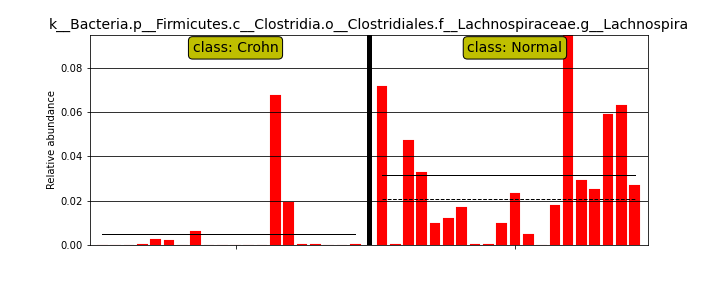 k__Bacteria.p__Firmicutes.c__Clostridia.o__Clostridiales.f__Lachnospiraceae.g__Lachnospira
class: Crohn
class: Normal
0.08
0.06
0.04
0.02
0.00
Relative abundance